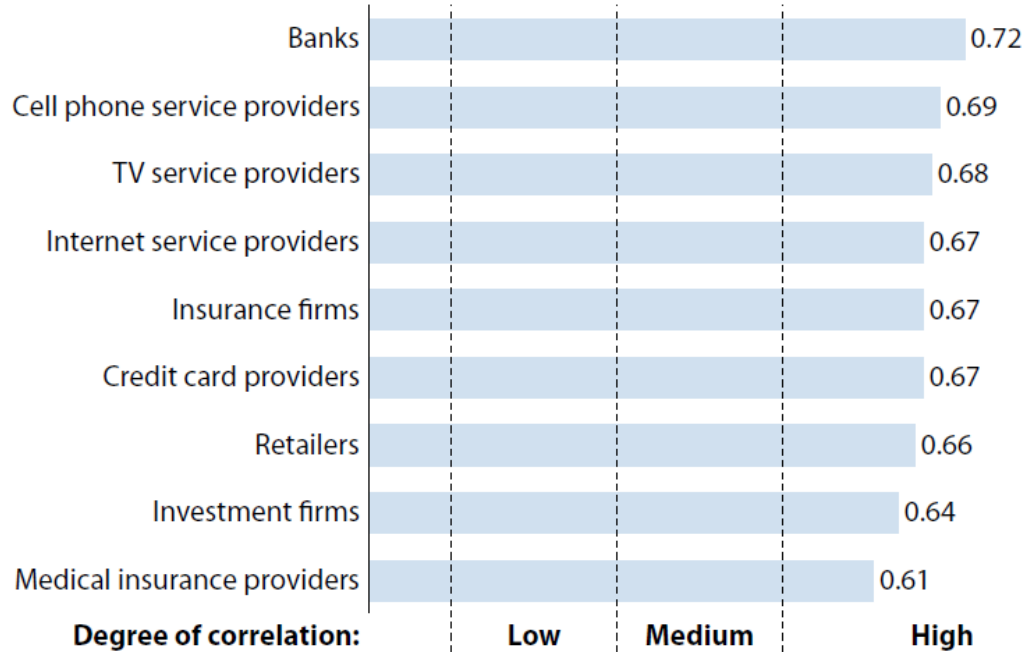 Banks 0.72
Cell phone service providers 0.69
TV service providers 0.68
Internet service providers 0.67
Insurance firms 0.67
Credit card providers 0.67
Retailers 0.66
Investment firms 0.64
Medical insurance providers 0.61
Degree of correlation: Low Medium High